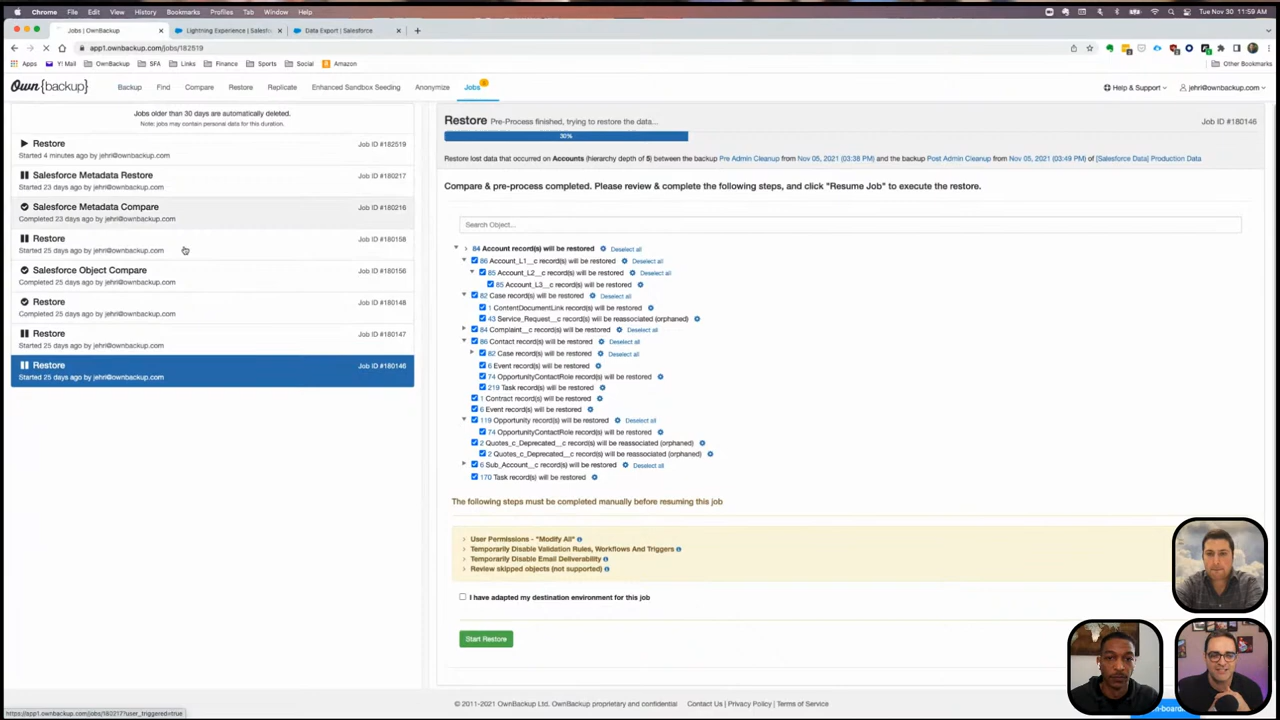 Chrome File Edit View History Bookmarks Profiles Tab Window Help Tue Nov 30 11:59 AM
Jobs | OwnBackup Lightning Experience | Salesfo Data Export | Salesforce
app1.ownbackup.com/jobs/182519
Apps Y! Mail OwnBackup SFA Links Finance Sports Social Amazon Other Bookmarks
Own{backup} Backup Find Compare Restore Replicate Enhanced Sandbox Seeding Anonymize Jobs Help & Support jehrl@ownbackup.com
Jobs older than 30 days are automatically deleted.
Note: jobs may contain personal data for this duration.
Restore
Job ID #182519
Started 4 minutes ago by jehrl@ownbackup.com
Salesforce Metadata Restore
Job ID #180217
Started 23 days ago by jehrl@ownbackup.com
Salesforce Metadata Compare
Job ID #180216
Completed 23 days ago by jehrl@ownbackup.com
Restore
Job ID #180158
Started 25 days ago by jehrl@ownbackup.com
Salesforce Object Compare
Job ID #180156
Completed 25 days ago by jehrl@ownbackup.com
Restore
Job ID #180148
Completed 25 days ago by jehrl@ownbackup.com
Restore
Job ID #180147
Started 25 days ago by jehrl@ownbackup.com
Restore
Job ID #180146
Started 25 days ago by jehrl@ownbackup.com
Restore Pre-Process finished, trying to restore the data...
Job ID #180146
30%
Restore lost data that occurred on Accounts (hierarchy depth of 5) between the backup Pre Admin Cleanup from Nov 05, 2021 (03:38 PM) and the backup Post Admin Cleanup from Nov 05, 2021 (03:49 PM) of [Salesforce Data] Production Data
Compare & pre-process completed. Please review & complete the following steps, and click "Resume Job" to execute the restore.
Search Object...
84 Account record(s) will be restored Deselect all
86 Account_L1__c record(s) will be restored Deselect all
85 Account_L2__c record(s) will be restored Deselect all
85 Account_L3__c record(s) will be restored
82 Case record(s) will be restored Deselect all
1 ContentDocumentLink record(s) will be restored
43 Service_Request__c record(s) will be reassociated (orphaned)
84 Complaint__c record(s) will be restored Deselect all
86 Contact record(s) will be restored Deselect all
82 Case record(s) will be restored Deselect all
6 Event record(s) will be restored
74 OpportunityContactRole record(s) will be restored
219 Task record(s) will be restored
1 Contract record(s) will be restored
6 Event record(s) will be restored
119 Opportunity record(s) will be restored Deselect all
74 OpportunityContactRole record(s) will be restored
2 Quotes_c_Deprecated__c record(s) will be reassociated (orphaned)
2 Quotes_c_Deprecated__c record(s) will be reassociated (orphaned)
6 Sub_Account__c record(s) will be restored Deselect all
170 Task record(s) will be restored
The following steps must be completed manually before resuming this job
User Permissions - "Modify All"
Temporarily Disable Validation Rules, Workflows And Triggers
Temporarily Disable Email Deliverability
Review skipped objects (not supported)
I have adapted my destination environment for this job
Start Restore
© 2011-2021 OwnBackup Ltd. OwnBackup proprietary and confidential Contact Us | Privacy Policy | Terms of Service
https://app1.ownbackup.com/jobs/180217?user_triggered=true